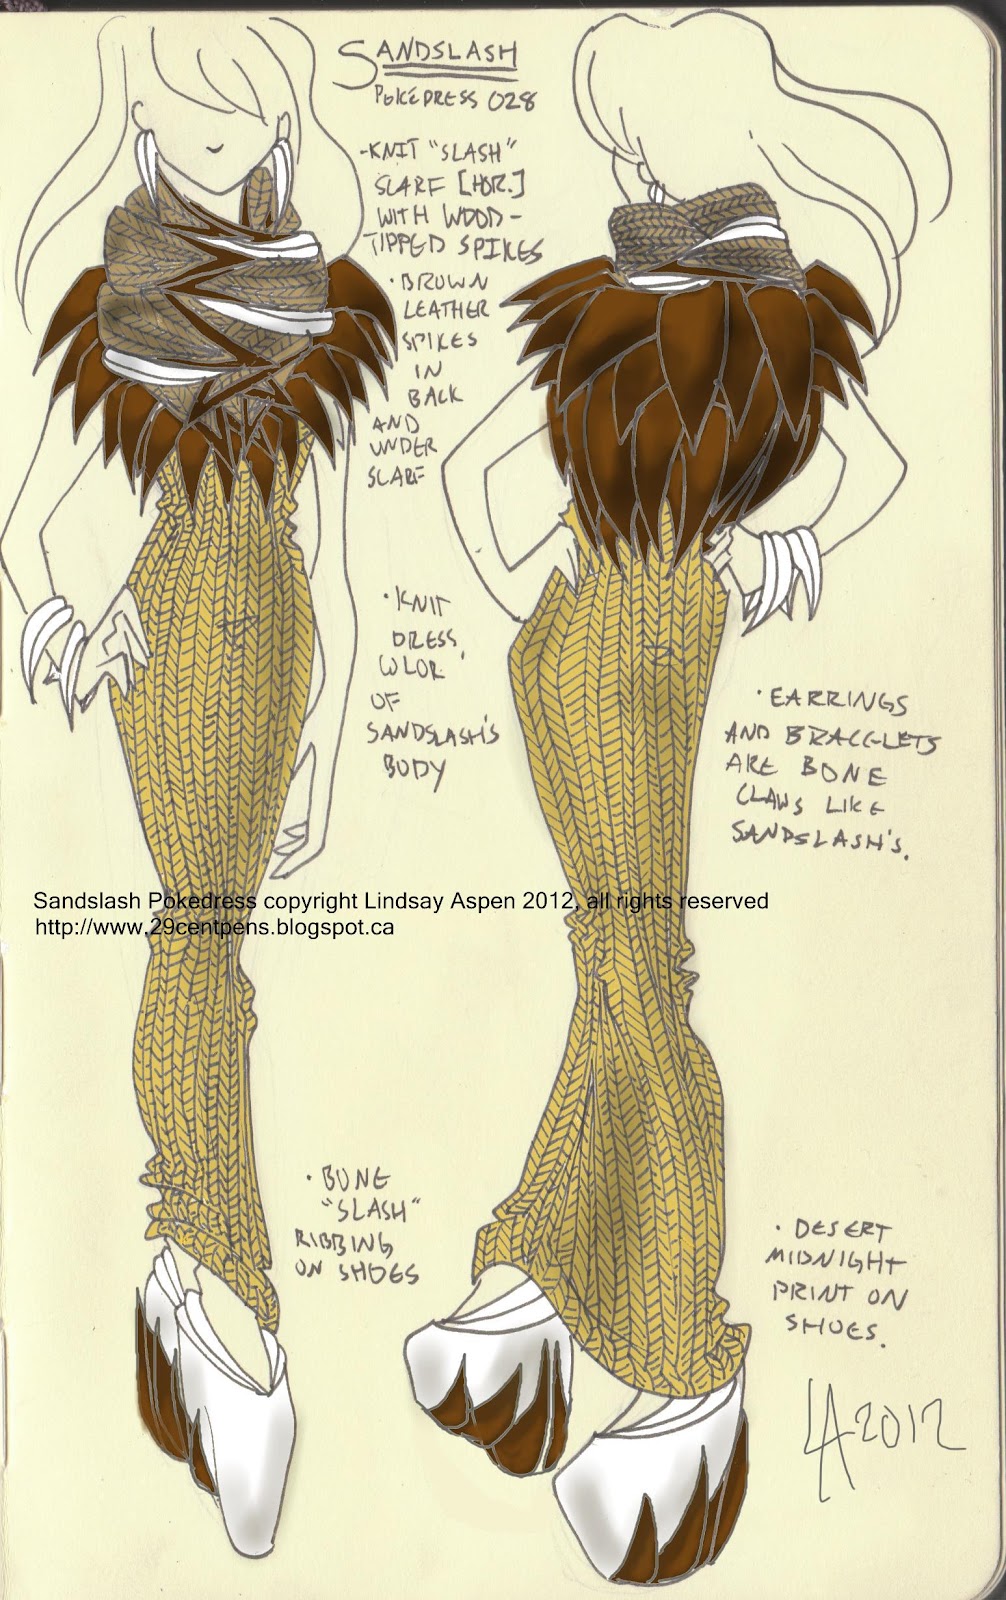 SANDSLASH
POKÉDRESS 028
-KNIT "SLASH"
SCARF [HOR.]
WITH WOOD-
TIPPED SPIKES
· BROWN
LEATHER
SPIKES
IN
BACK
AND
UNDER
SCARF
· KNIT
DRESS,
COLOR
OF
SANDSLASH'S
BODY
· EARRINGS
AND BRACELETS
ARE BONE
CLAWS LIKE
SANDSLASH'S.
Sandslash Pokedress copyright Lindsay Aspen 2012, all rights reserved
http://www.29centpens.blogspot.ca
· BONE
"SLASH"
RIBBING
ON SHOES
· DESERT
MIDNIGHT
PRINT ON
SHOES.
LA 2012